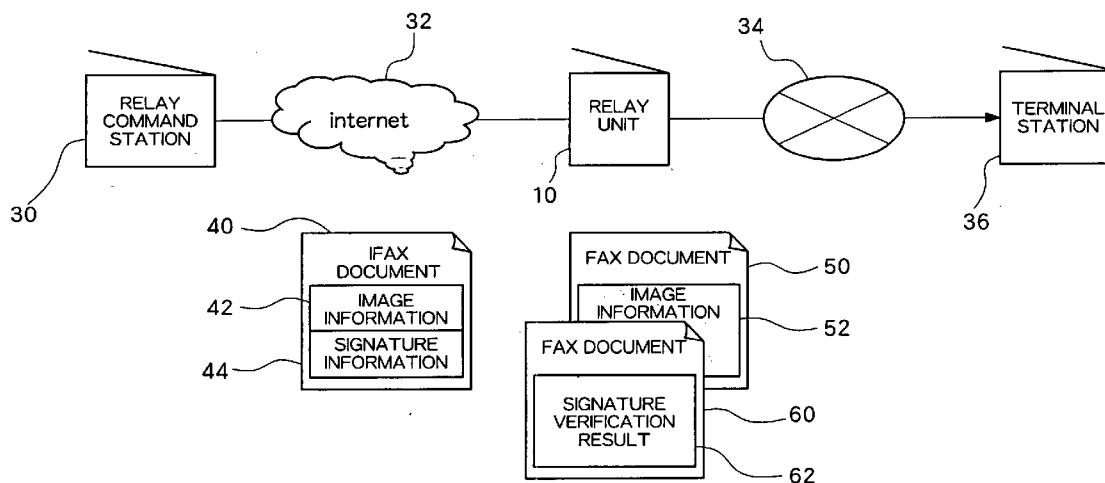 32
34
RELAY
COMMAND
STATION
internet
RELAY
UNIT
TERMINAL
STATION
30
10
36
40
IFAX
DOCUMENT
42
IMAGE
INFORMATION
44
SIGNATURE
INFORMATION
FAX DOCUMENT
50
IMAGE
INFORMATION
52
FAX DOCUMENT
60
SIGNATURE
VERIFICATION
RESULT
62